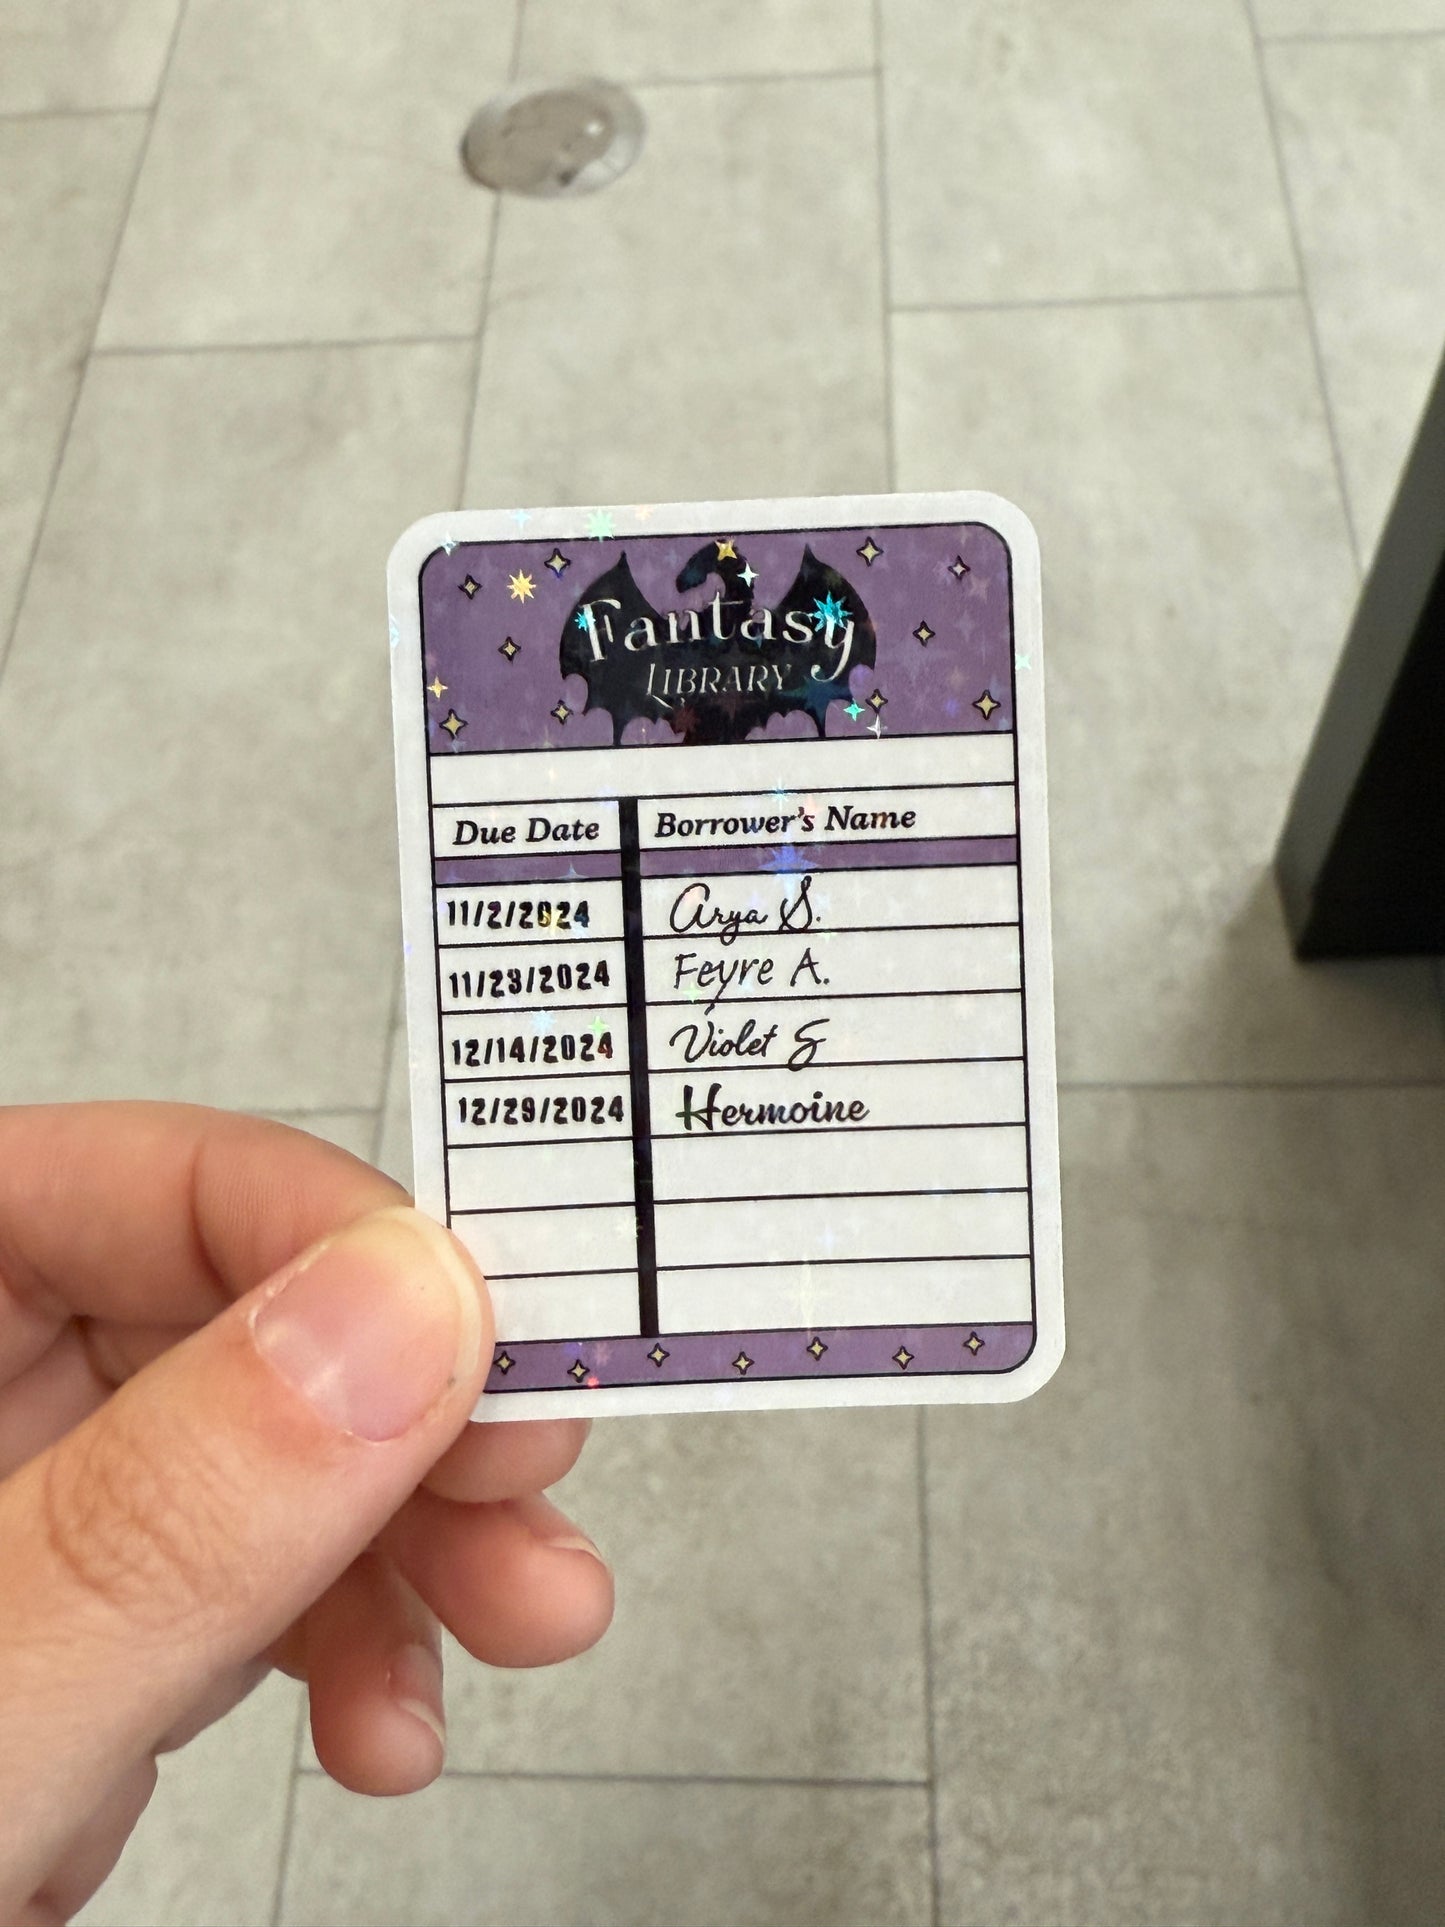 Fantasy
LIBRARY
Due Date Borrower's Name
11/2/2024 Arya S.
11/23/2024 Feyre A.
12/14/2024 Violet S
12/29/2024 Hermoine